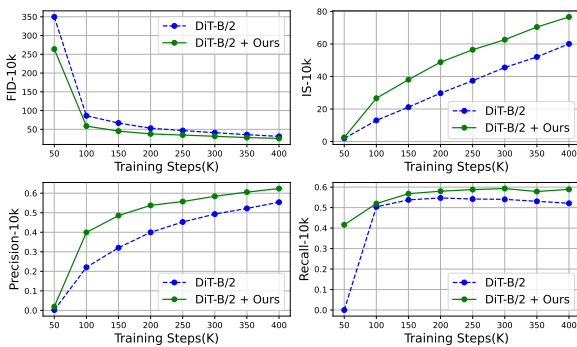 FID-10k
350
300
250
200
150
100
50
DiT-B/2
DiT-B/2 + Ours
50 100 150 200 250 300 350 400
Training Steps(K)
IS-10k
80
60
40
20
0
DiT-B/2
DiT-B/2 + Ours
50 100 150 200 250 300 350 400
Training Steps(K)
Precision-10k
0.6
0.5
0.4
0.3
0.2
0.1
0.0
DiT-B/2
DiT-B/2 + Ours
50 100 150 200 250 300 350 400
Training Steps(K)
Recall-10k
0.6
0.5
0.4
0.3
0.2
0.1
0.0
DiT-B/2
DiT-B/2 + Ours
50 100 150 200 250 300 350 400
Training Steps(K)